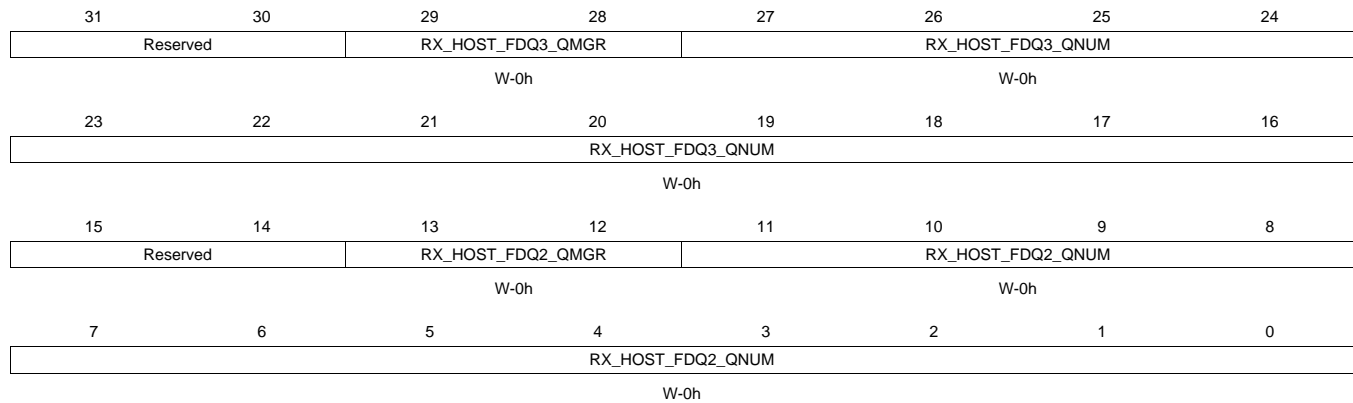 31 30 29 28 27 26 25 24
Reserved RX_HOST_FDQ3_QMGR RX_HOST_FDQ3_QNUM
W-0h W-0h
23 22 21 20 19 18 17 16
RX_HOST_FDQ3_QNUM
W-0h
15 14 13 12 11 10 9 8
Reserved RX_HOST_FDQ2_QMGR RX_HOST_FDQ2_QNUM
W-0h W-0h
7 6 5 4 3 2 1 0
RX_HOST_FDQ2_QNUM
W-0h